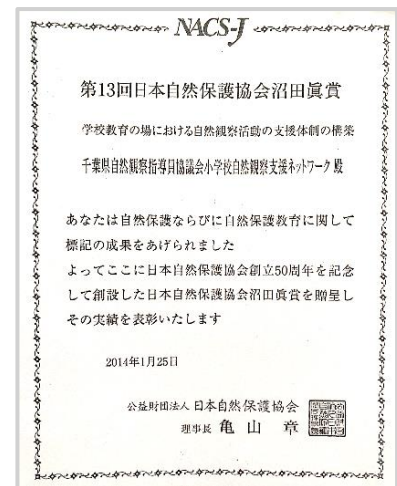 NACS-J
第13回日本自然保護協会沼田眞賞
学校教育の場における自然観察活動の支援体制の構築
千葉県自然観察指導員協議会小学校自然観察支援ネットワーク 殿
あなたは自然保護ならびに自然保護教育に関して
標記の成果をあげられました
よってここに日本自然保護協会創立50周年を記念
して創設した日本自然保護協会沼田眞賞を贈呈し
その実績を表彰いたします
2014年1月25日
公益財団法人 日本自然保護協会
理事長 亀山 章